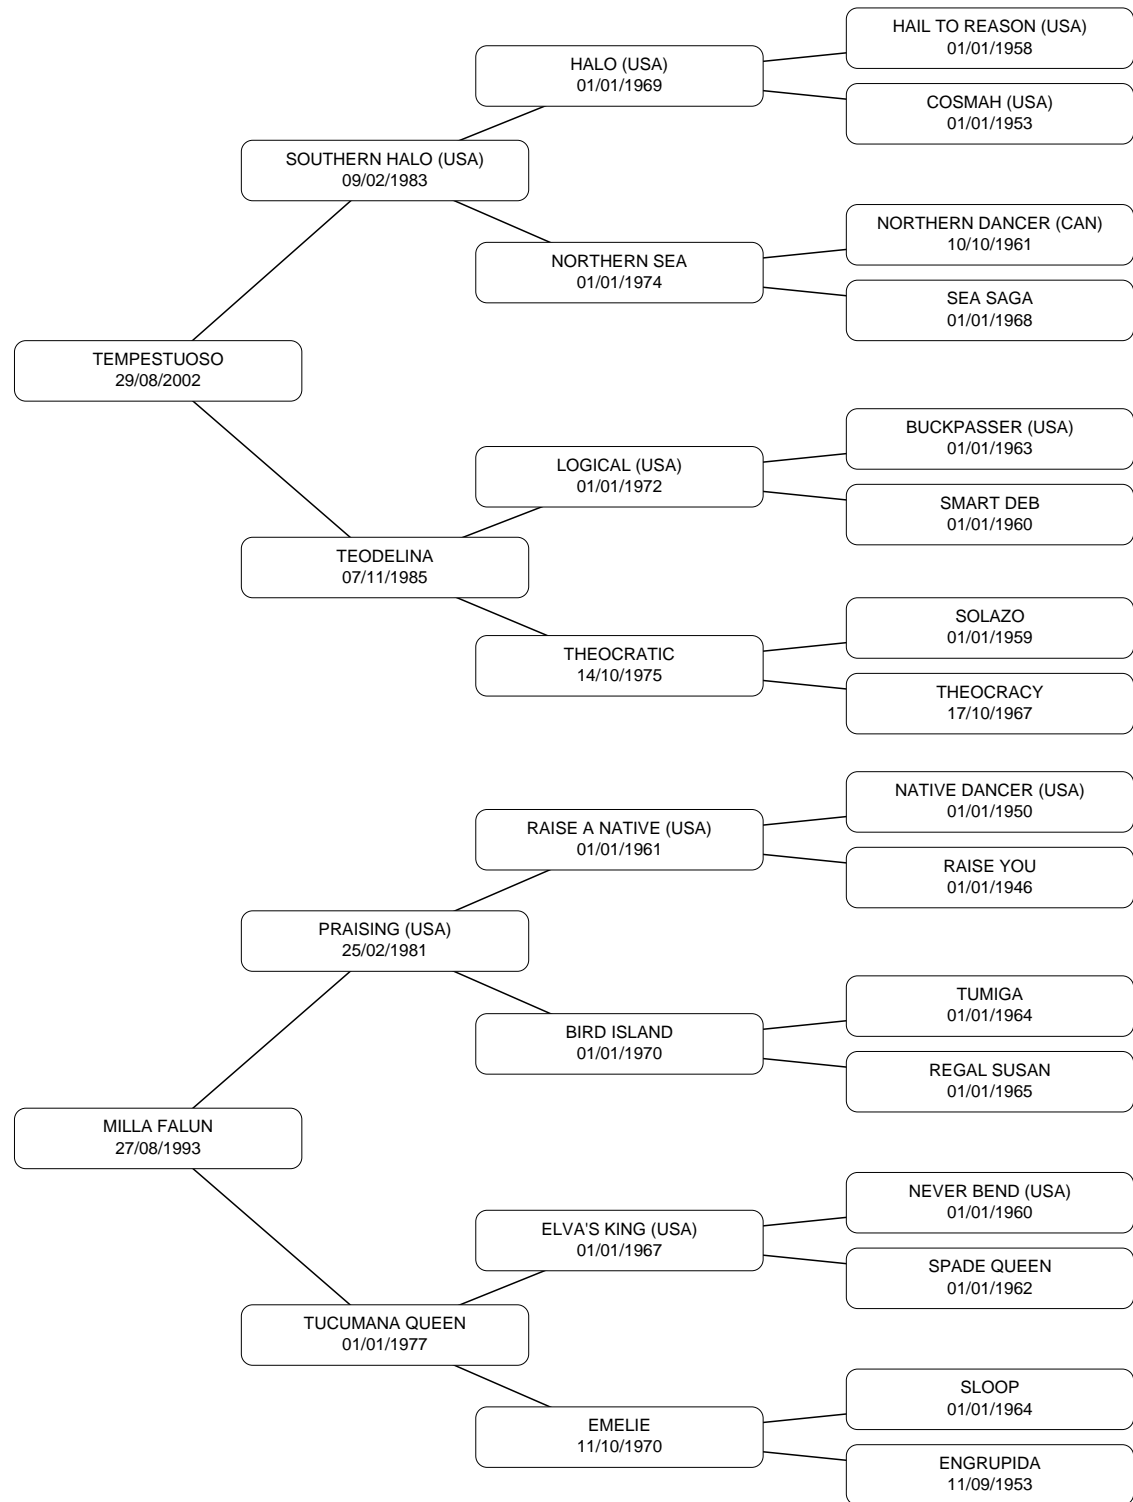 HAIL TO REASON (USA)
01/01/1958
HALO (USA)
01/01/1969
COSMAH (USA)
01/01/1953
SOUTHERN HALO (USA)
09/02/1983
NORTHERN DANCER (CAN)
10/10/1961
NORTHERN SEA
01/01/1974
SEA SAGA
01/01/1968
TEMPESTUOSO
29/08/2002
BUCKPASSER (USA)
01/01/1963
LOGICAL (USA)
01/01/1972
SMART DEB
01/01/1960
TEODELINA
07/11/1985
SOLAZO
01/01/1959
THEOCRATIC
14/10/1975
THEOCRACY
17/10/1967
NATIVE DANCER (USA)
01/01/1950
RAISE A NATIVE (USA)
01/01/1961
RAISE YOU
01/01/1946
PRAISING (USA)
25/02/1981
TUMIGA
01/01/1964
BIRD ISLAND
01/01/1970
REGAL SUSAN
01/01/1965
MILLA FALUN
27/08/1993
NEVER BEND (USA)
01/01/1960
ELVA'S KING (USA)
01/01/1967
SPADE QUEEN
01/01/1962
TUCUMANA QUEEN
01/01/1977
SLOOP
01/01/1964
EMELIE
11/10/1970
ENGRUPIDA
11/09/1953